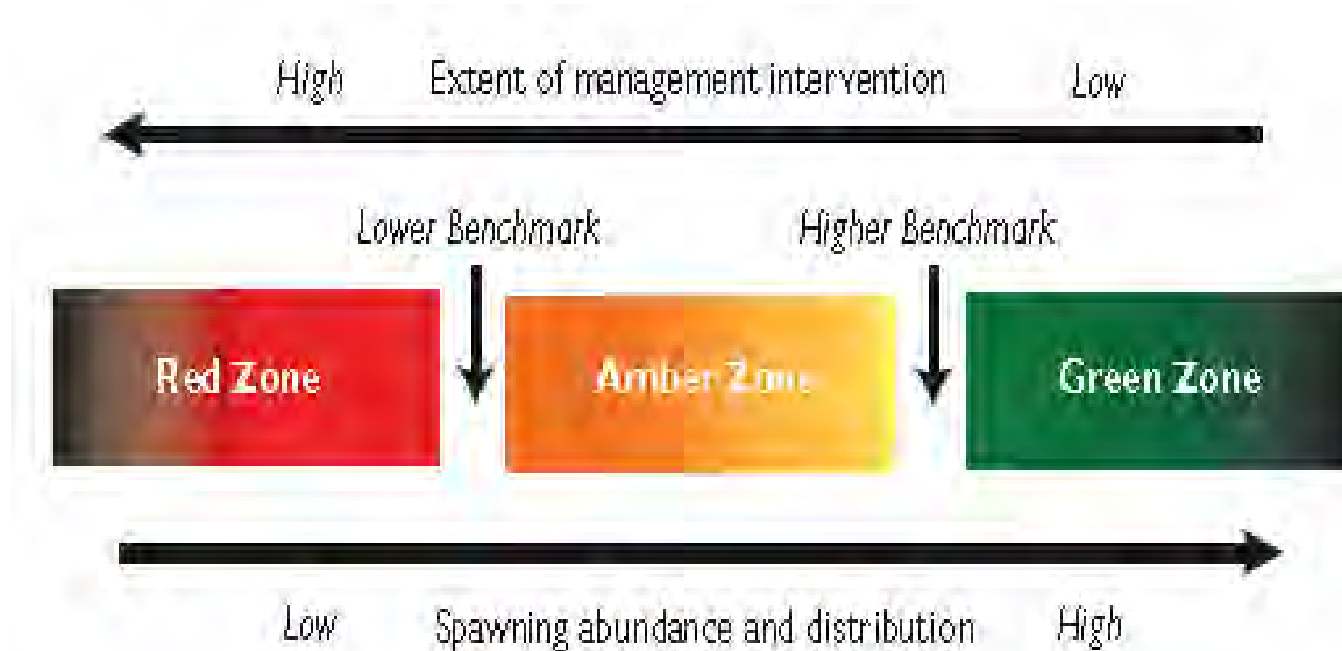 High Extent of management intervention Low
Lower Benchmark Higher Benchmark
Red Zone Amber Zone Green Zone
Low Spawning abundance and distribution High